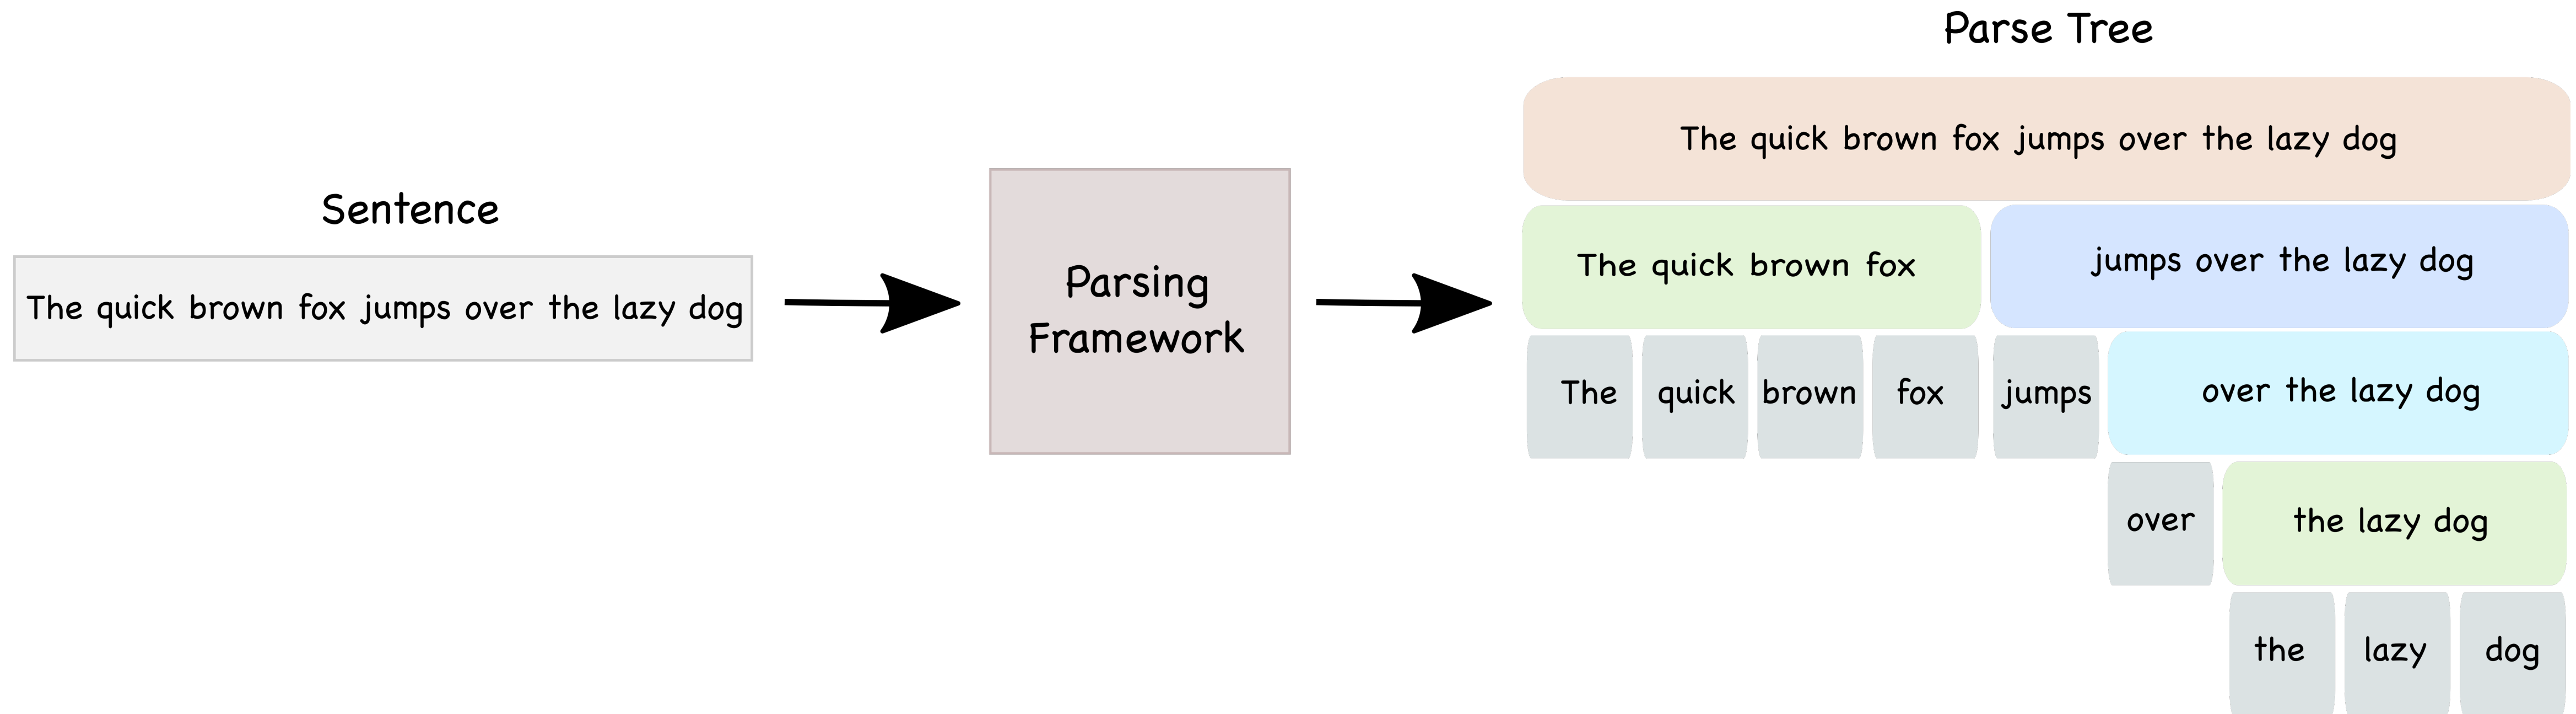 Sentence
The quick brown fox jumps over the lazy dog
Parsing
Framework
Parse Tree
The quick brown fox jumps over the lazy dog
The quick brown fox
jumps over the lazy dog
The
quick
brown
fox
jumps
over the lazy dog
over
the lazy dog
the
lazy
dog